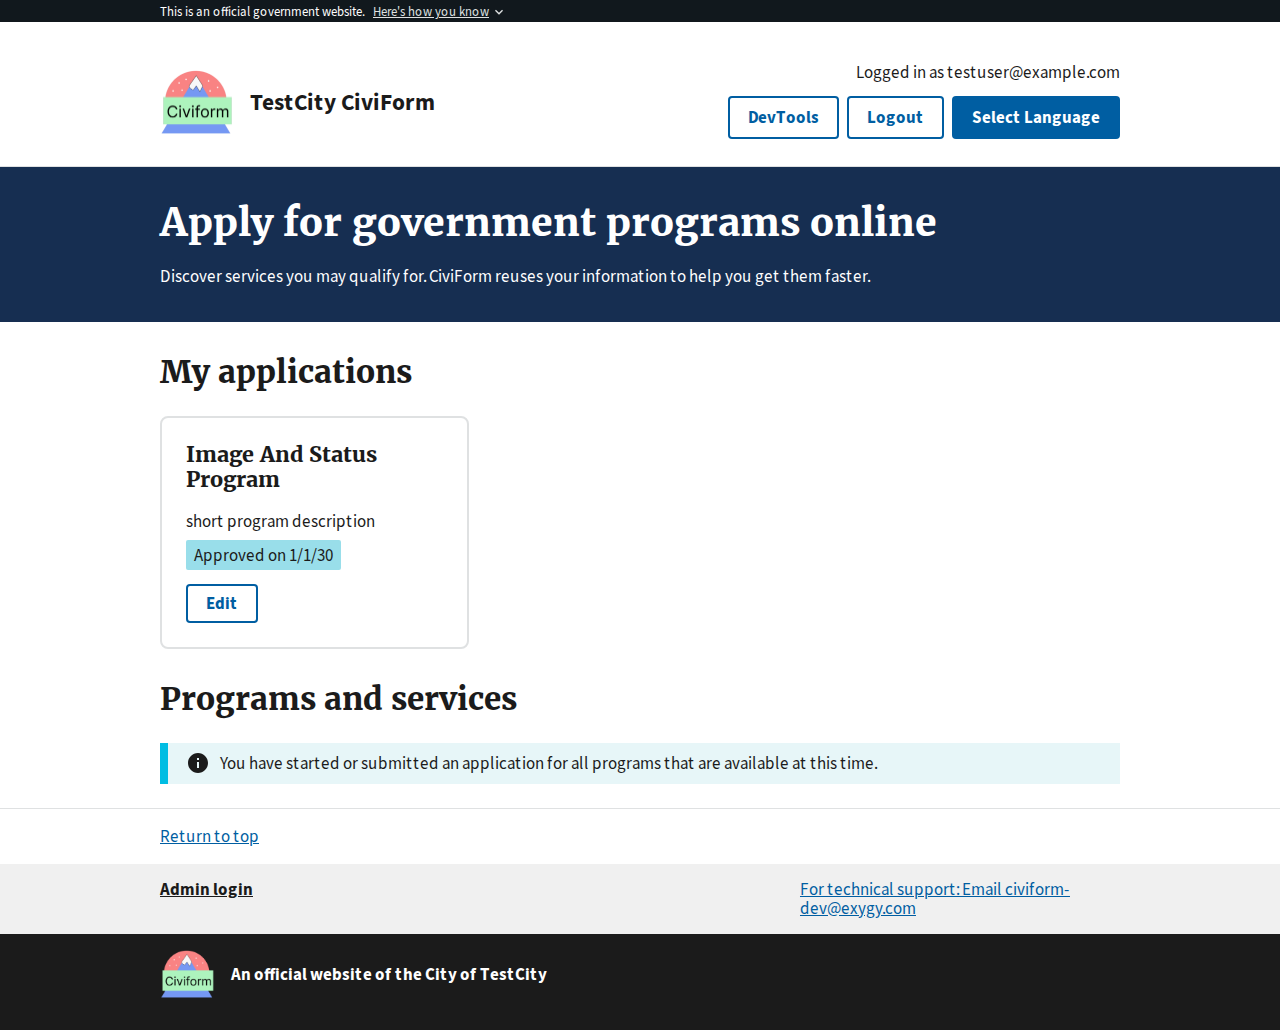 This is an official government website. Here's how you know
Logged in as testuser@example.com
Civiform
TestCity CiviForm
DevTools
Logout
Select Language
Apply for government programs online
Discover services you may qualify for. CiviForm reuses your information to help you get them faster.
My applications
Image And Status
Program
short program description
Approved on 1/1/30
Edit
Programs and services
You have started or submitted an application for all programs that are available at this time.
Return to top
Admin login
For technical support: Email civiform-
dev@exygy.com
Civiform
An official website of the City of TestCity